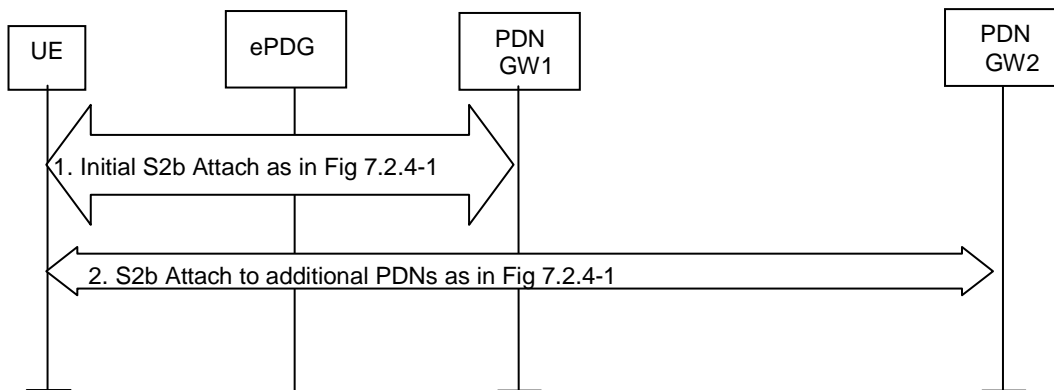 UE
ePDG
PDN
GW1
PDN
GW2
1. Initial S2b Attach as in Fig 7.2.4-1
2. S2b Attach to additional PDNs as in Fig 7.2.4-1